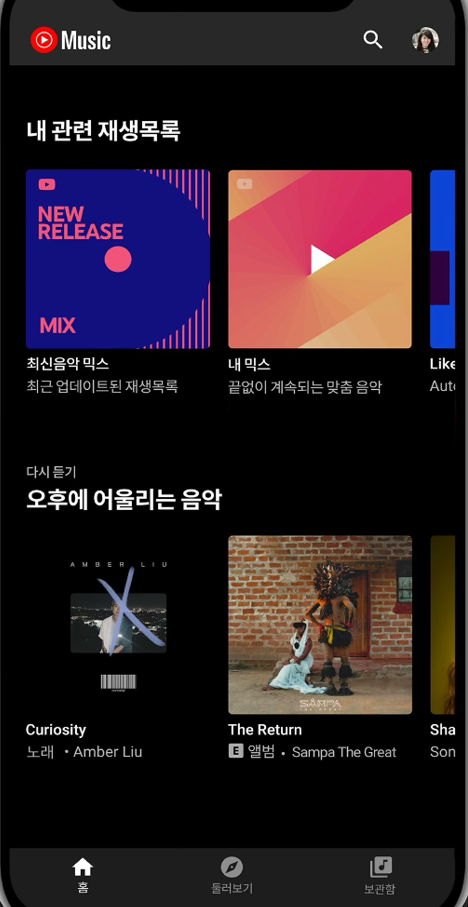 Music
내 관련 재생목록
NEW
RELEASE
MIX
최신음악 믹스
최근 업데이트된 재생목록
내 믹스
끝없이 계속되는 맞춤 음악
Like
Auto
다시 듣기
오후에 어울리는 음악
AMBER LIU
X
Curiosity
노래 • Amber Liu
SAMPA
THE GREAT
The Return
E 앨범 • Sampa The Great
Sha
Son
홈
둘러보기
보관함